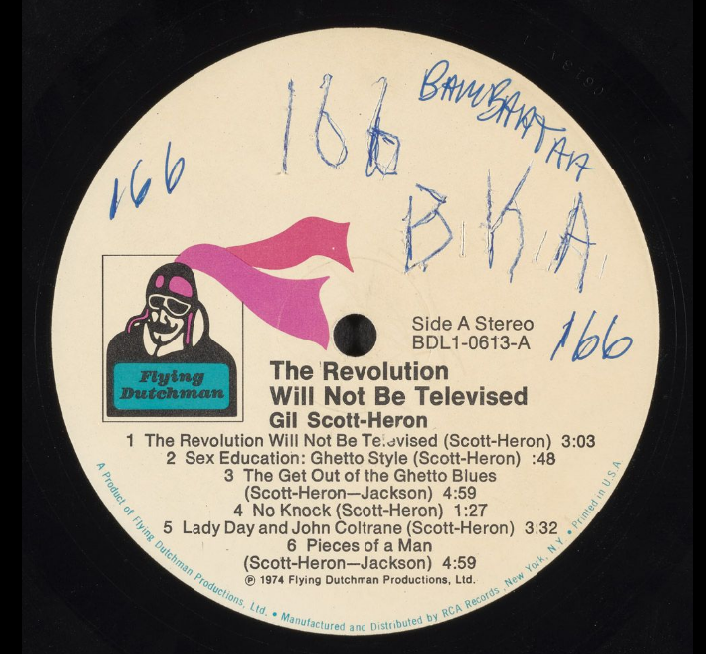 166
BAMBAATAA
166
B.K.A.
166
Side A Stereo
BDL1-0613-A
Flying
Dutchman
The Revolution
Will Not Be Televised
Gil Scott-Heron
1 The Revolution Will Not Be Televised (Scott-Heron) 3:03
2 Sex Education: Ghetto Style (Scott-Heron) :48
3 The Get Out of the Ghetto Blues
(Scott-Heron—Jackson) 4:59
4 No Knock (Scott-Heron) 1:27
5 Lady Day and John Coltrane (Scott-Heron) 3:32
6 Pieces of a Man
(Scott-Heron—Jackson) 4:59
℗ 1974 Flying Dutchman Productions, Ltd.
A Product of Flying Dutchman Productions, Ltd. • Manufactured and Distributed by RCA Records, New York, N.Y. • Printed in U.S.A